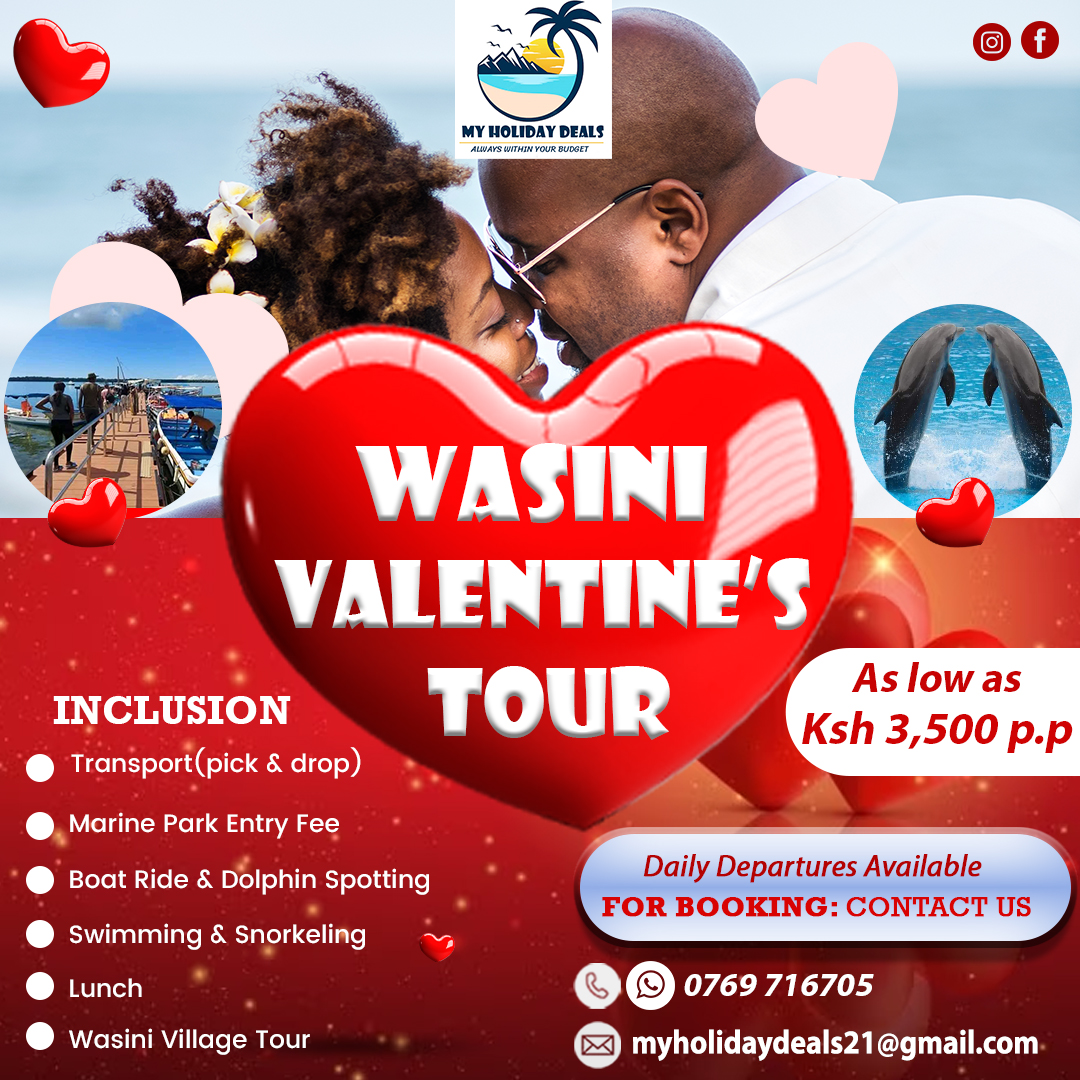 MY HOLIDAY DEALS
ALWAYS WITHIN YOUR BUDGET
WASINI
VALENTINE'S
TOUR
INCLUSION
Transport(pick & drop)
Marine Park Entry Fee
Boat Ride & Dolphin Spotting
Swimming & Snorkeling
Lunch
Wasini Village Tour
As low as
Ksh 3,500 p.p
Daily Departures Available
FOR BOOKING: CONTACT US
0769 716705
myholidaydeals21@gmail.com